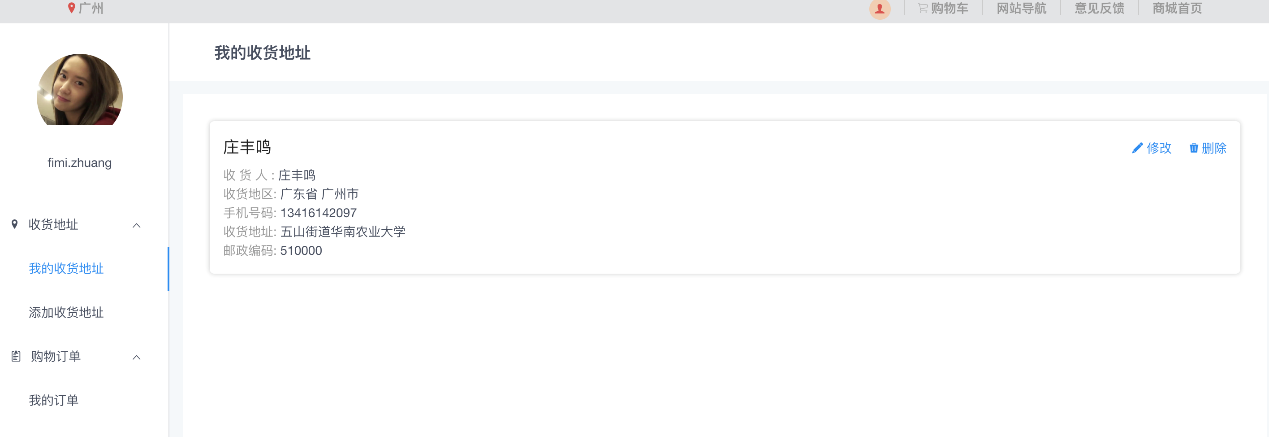 广州 购物车 网站导航 意见反馈 商城首页
我的收货地址
fimi.zhuang
庄丰鸣 修改 删除
收 货 人 : 庄丰鸣
收货地区: 广东省 广州市
手机号码: 13416142097
收货地址: 五山街道华南农业大学
邮政编码: 510000
收货地址
我的收货地址
添加收货地址
购物订单
我的订单